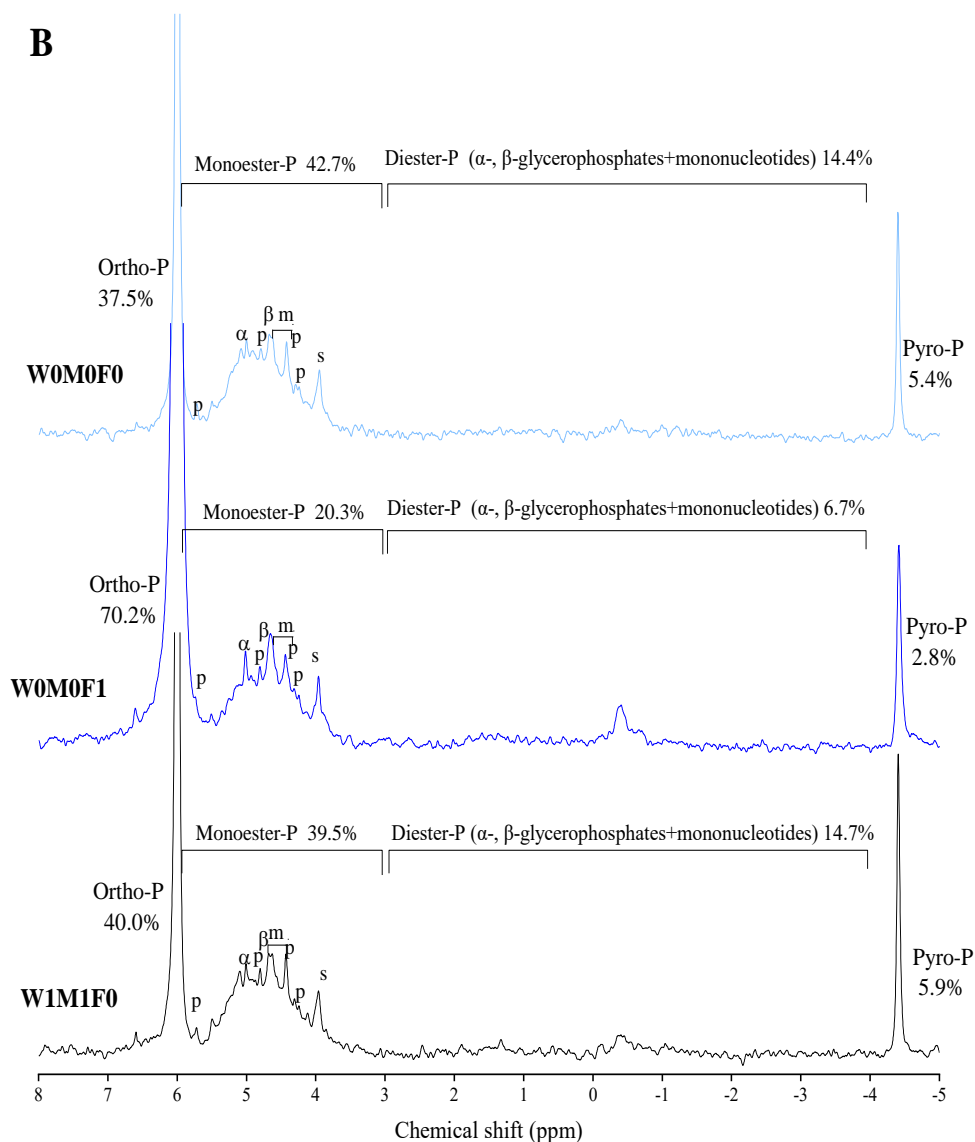 B
Monoester-P 42.7%
Diester-P (α-, β-glycerophosphates+mononucleotides) 14.4%
Ortho-P
37.5%
W0M0F0
p
α
p
β
m
p
p
s
Pyro-P
5.4%
Monoester-P 20.3%
Diester-P (α-, β-glycerophosphates+mononucleotides) 6.7%
Ortho-P
70.2%
W0M0F1
p
α
p
β
m
p
p
s
Pyro-P
2.8%
Monoester-P 39.5%
Diester-P (α-, β-glycerophosphates+mononucleotides) 14.7%
Ortho-P
40.0%
W1M1F0
p
α
p
β
m
p
p
s
Pyro-P
5.9%
8 7 6 5 4 3 2 1 0 -1 -2 -3 -4 -5
Chemical shift (ppm)